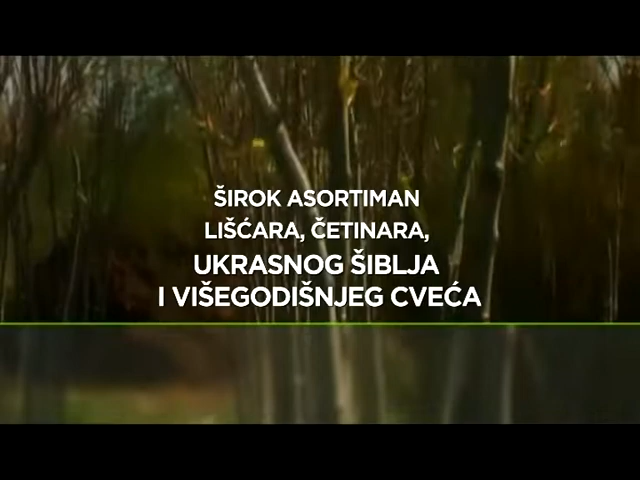 ŠIROK ASORTIMAN
LIŠĆARA, ČETINARA,
UKRASNOG ŠIBLJA
I VIŠEGODIŠNJEG CVEĆA